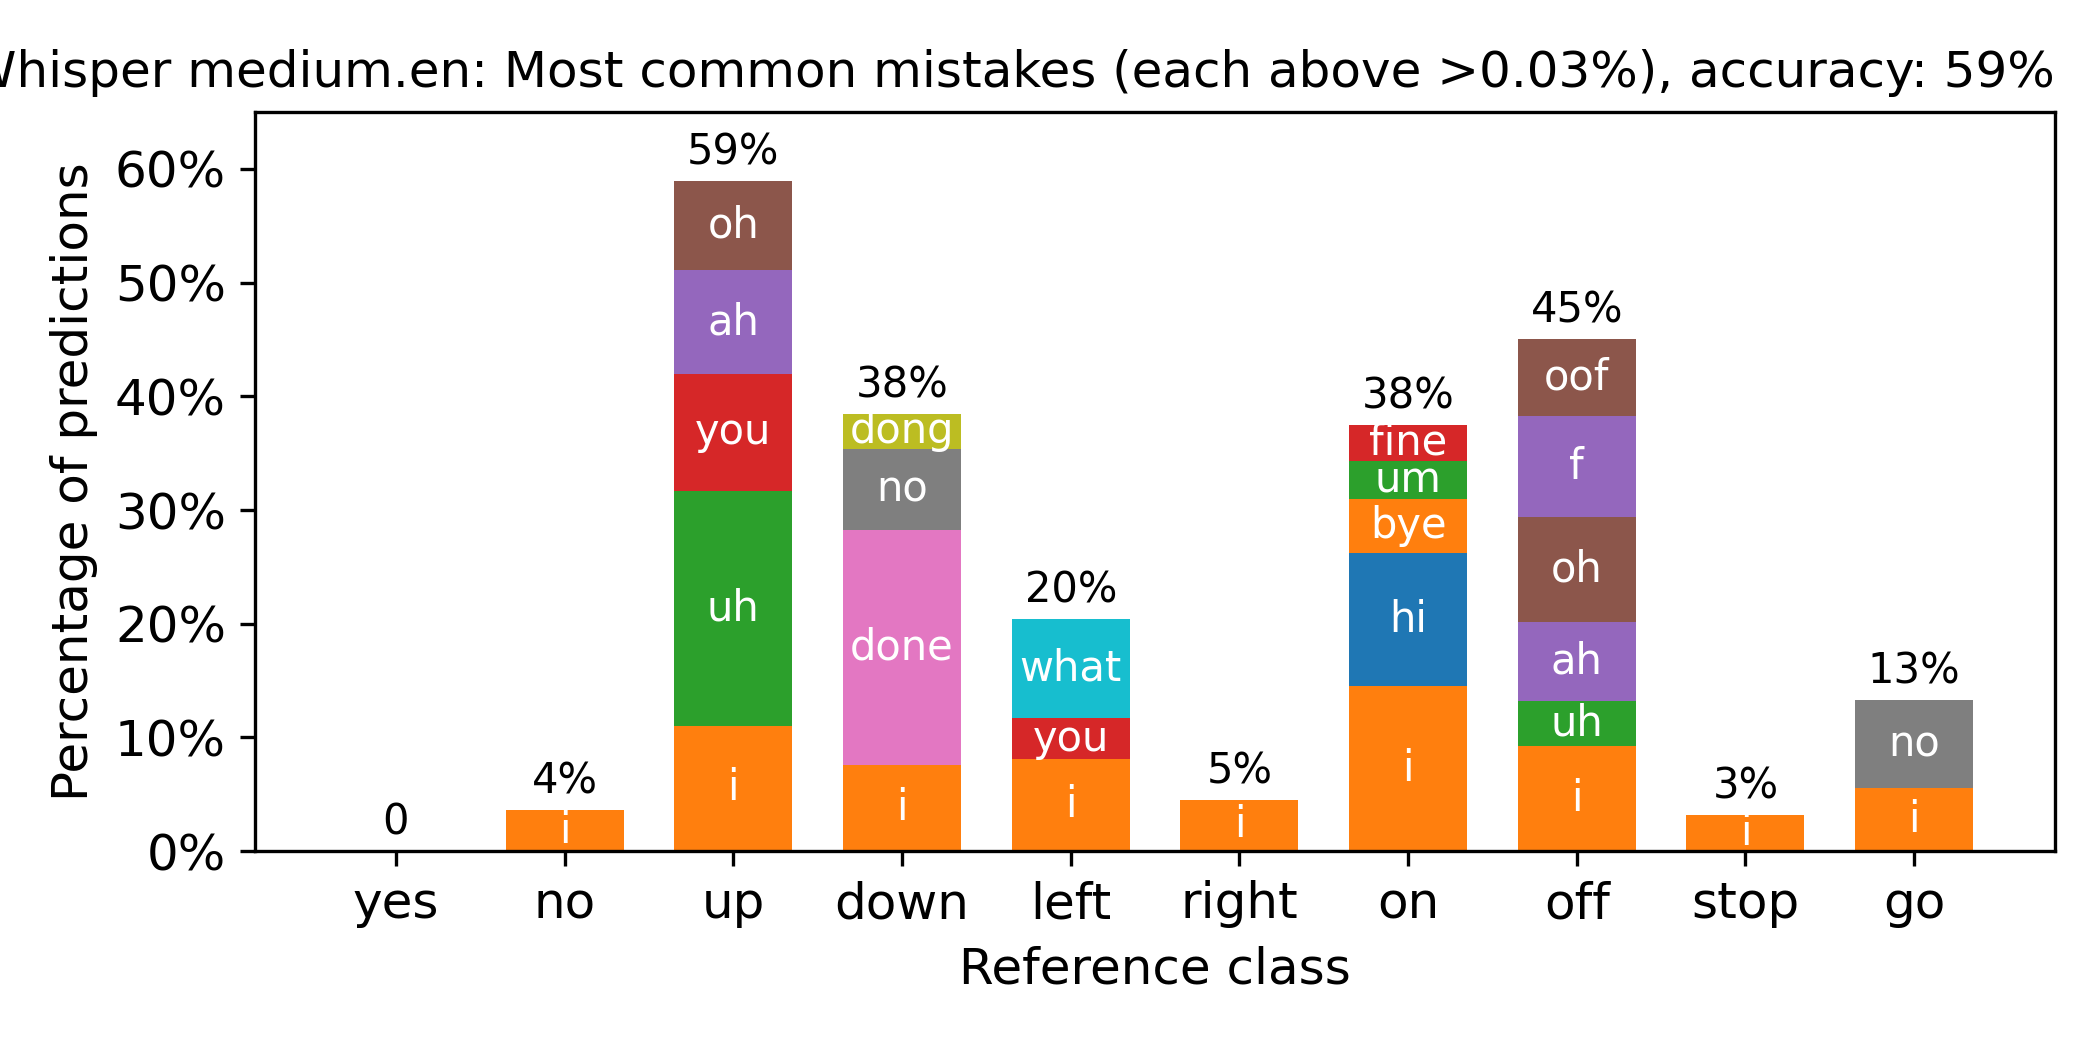 Whisper medium.en: Most common mistakes (each above >0.03%), accuracy: 59%
Percentage of predictions
60%
50%
40%
30%
20%
10%
0%
0
4%
i
59%
oh
ah
you
uh
i
38%
dong
no
done
i
20%
what
you
i
5%
i
38%
fine
um
bye
hi
i
45%
oof
f
oh
ah
uh
i
3%
i
13%
no
i
yes no up down left right on off stop go
Reference class